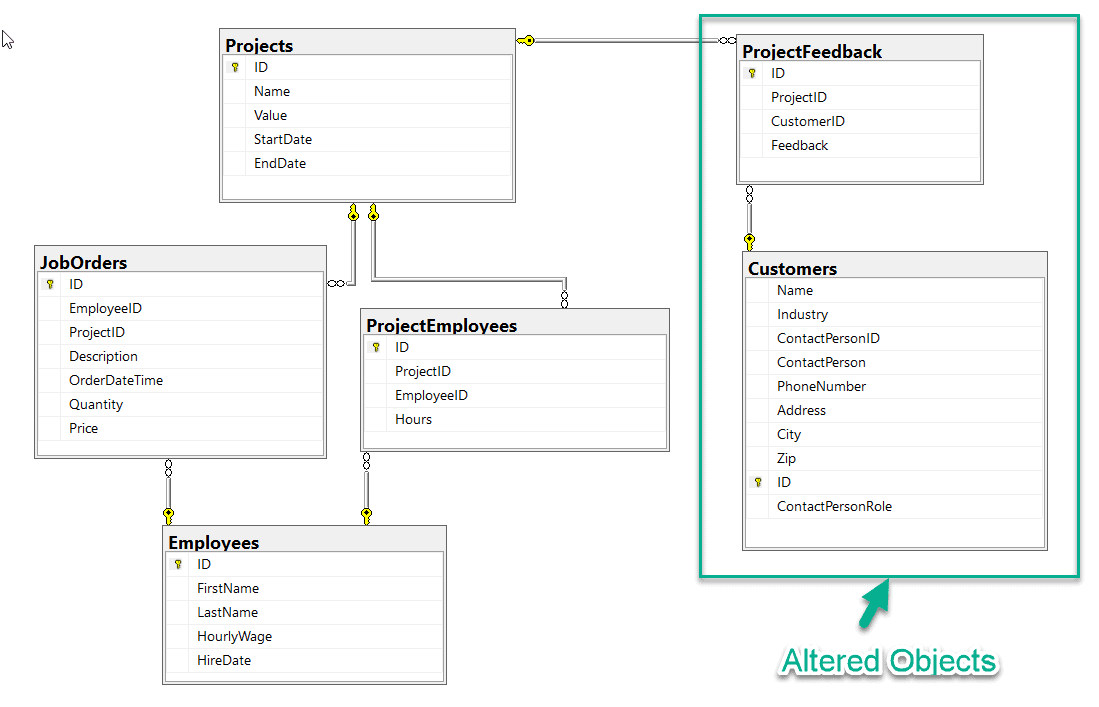 Projects
ID
Name
Value
StartDate
EndDate
ProjectFeedback
ID
ProjectID
CustomerID
Feedback
JobOrders
ID
EmployeeID
ProjectID
Description
OrderDateTime
Quantity
Price
ProjectEmployees
ID
ProjectID
EmployeeID
Hours
Customers
Name
Industry
ContactPersonID
ContactPerson
PhoneNumber
Address
City
Zip
ID
ContactPersonRole
Employees
ID
FirstName
LastName
HourlyWage
HireDate
Altered Objects